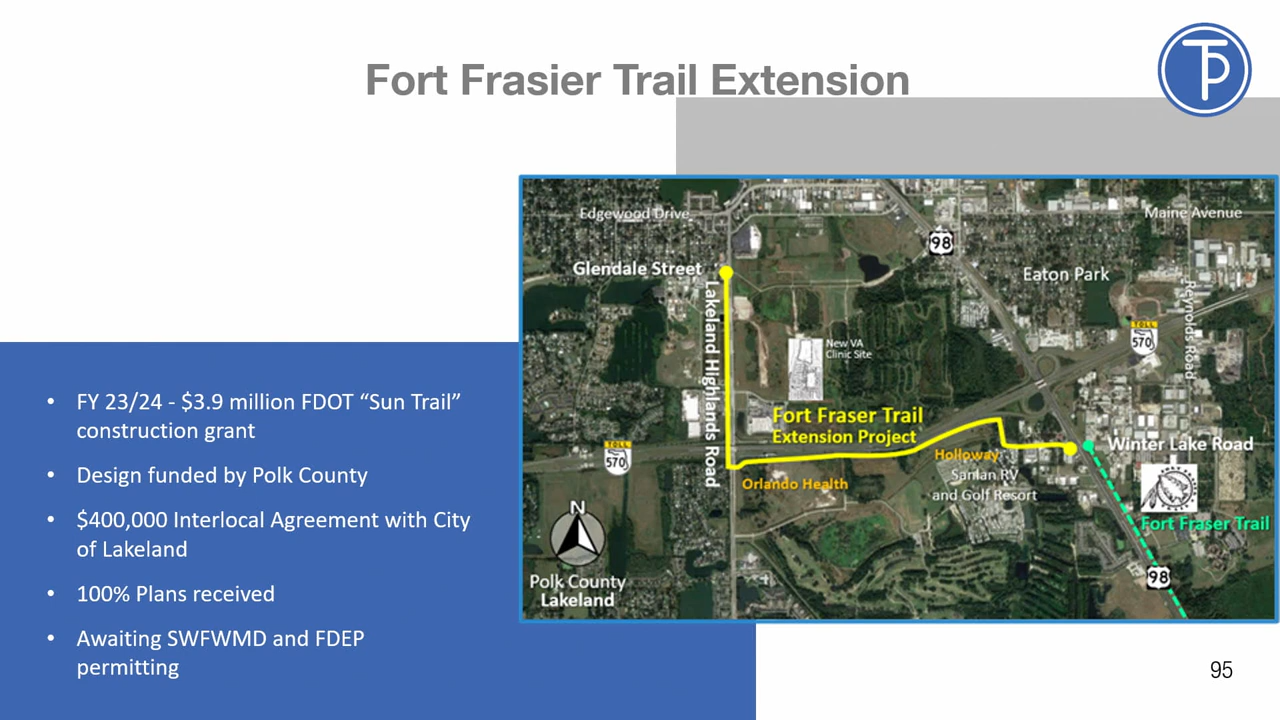 Fort Frasier Trail Extension
TP
FY 23/24 - $3.9 million FDOT “Sun Trail”
construction grant
Design funded by Polk County
$400,000 Interlocal Agreement with City
of Lakeland
100% Plans received
Awaiting SWFWMD and FDEP
permitting
Edgewood Drive
Maine Avenue
98
Glendale Street
Eaton Park
Lakeland Highlands Road
Reynolds Road
TOLL
570
New VA
Clinic Site
Fort Fraser Trail
Extension Project
TOLL
570
Winter Lake Road
Holloway
Sanlan RV
and Golf Resort
Orlando Health
Fort Fraser Trail
N
98
Polk County
Lakeland
95